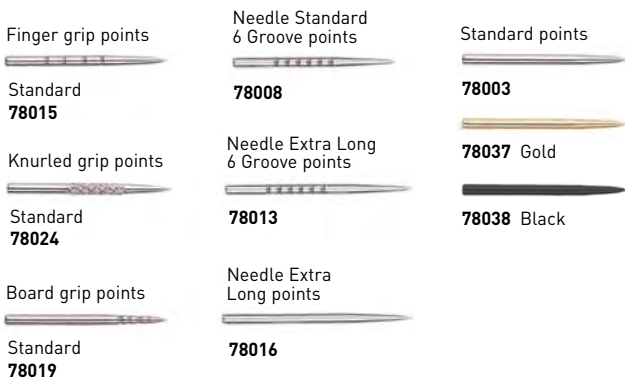 Finger grip points
Standard
78015
Knurled grip points
Standard
78024
Board grip points
Standard
78019
Needle Standard
6 Groove points
78008
Needle Extra Long
6 Groove points
78013
Needle Extra
Long points
78016
Standard points
78003
78037 Gold
78038 Black